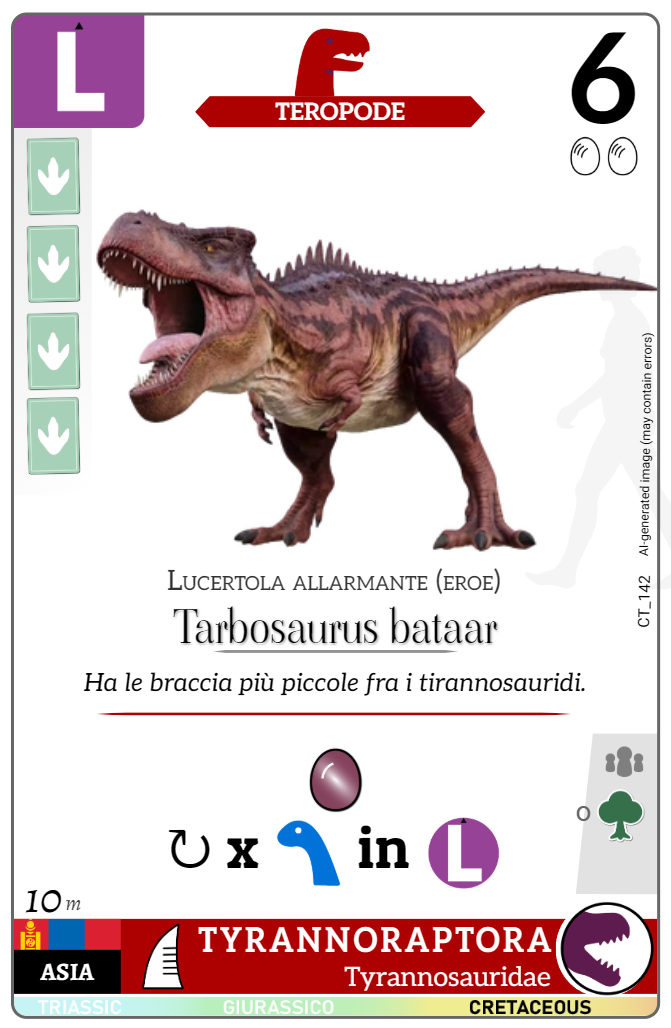 L
TEROPODE
6
AI-generated image (may contain errors)
CT_142
Lucertola allarmante (eroe)
Tarbosaurus bataar
Ha le braccia più piccole fra i tirannosauridi.
O
↻ x in L
10 m
TYRANNORAPTORA
ASIA
Tyrannosauridae
TRIASSIC GIURASSICO CRETACEOUS